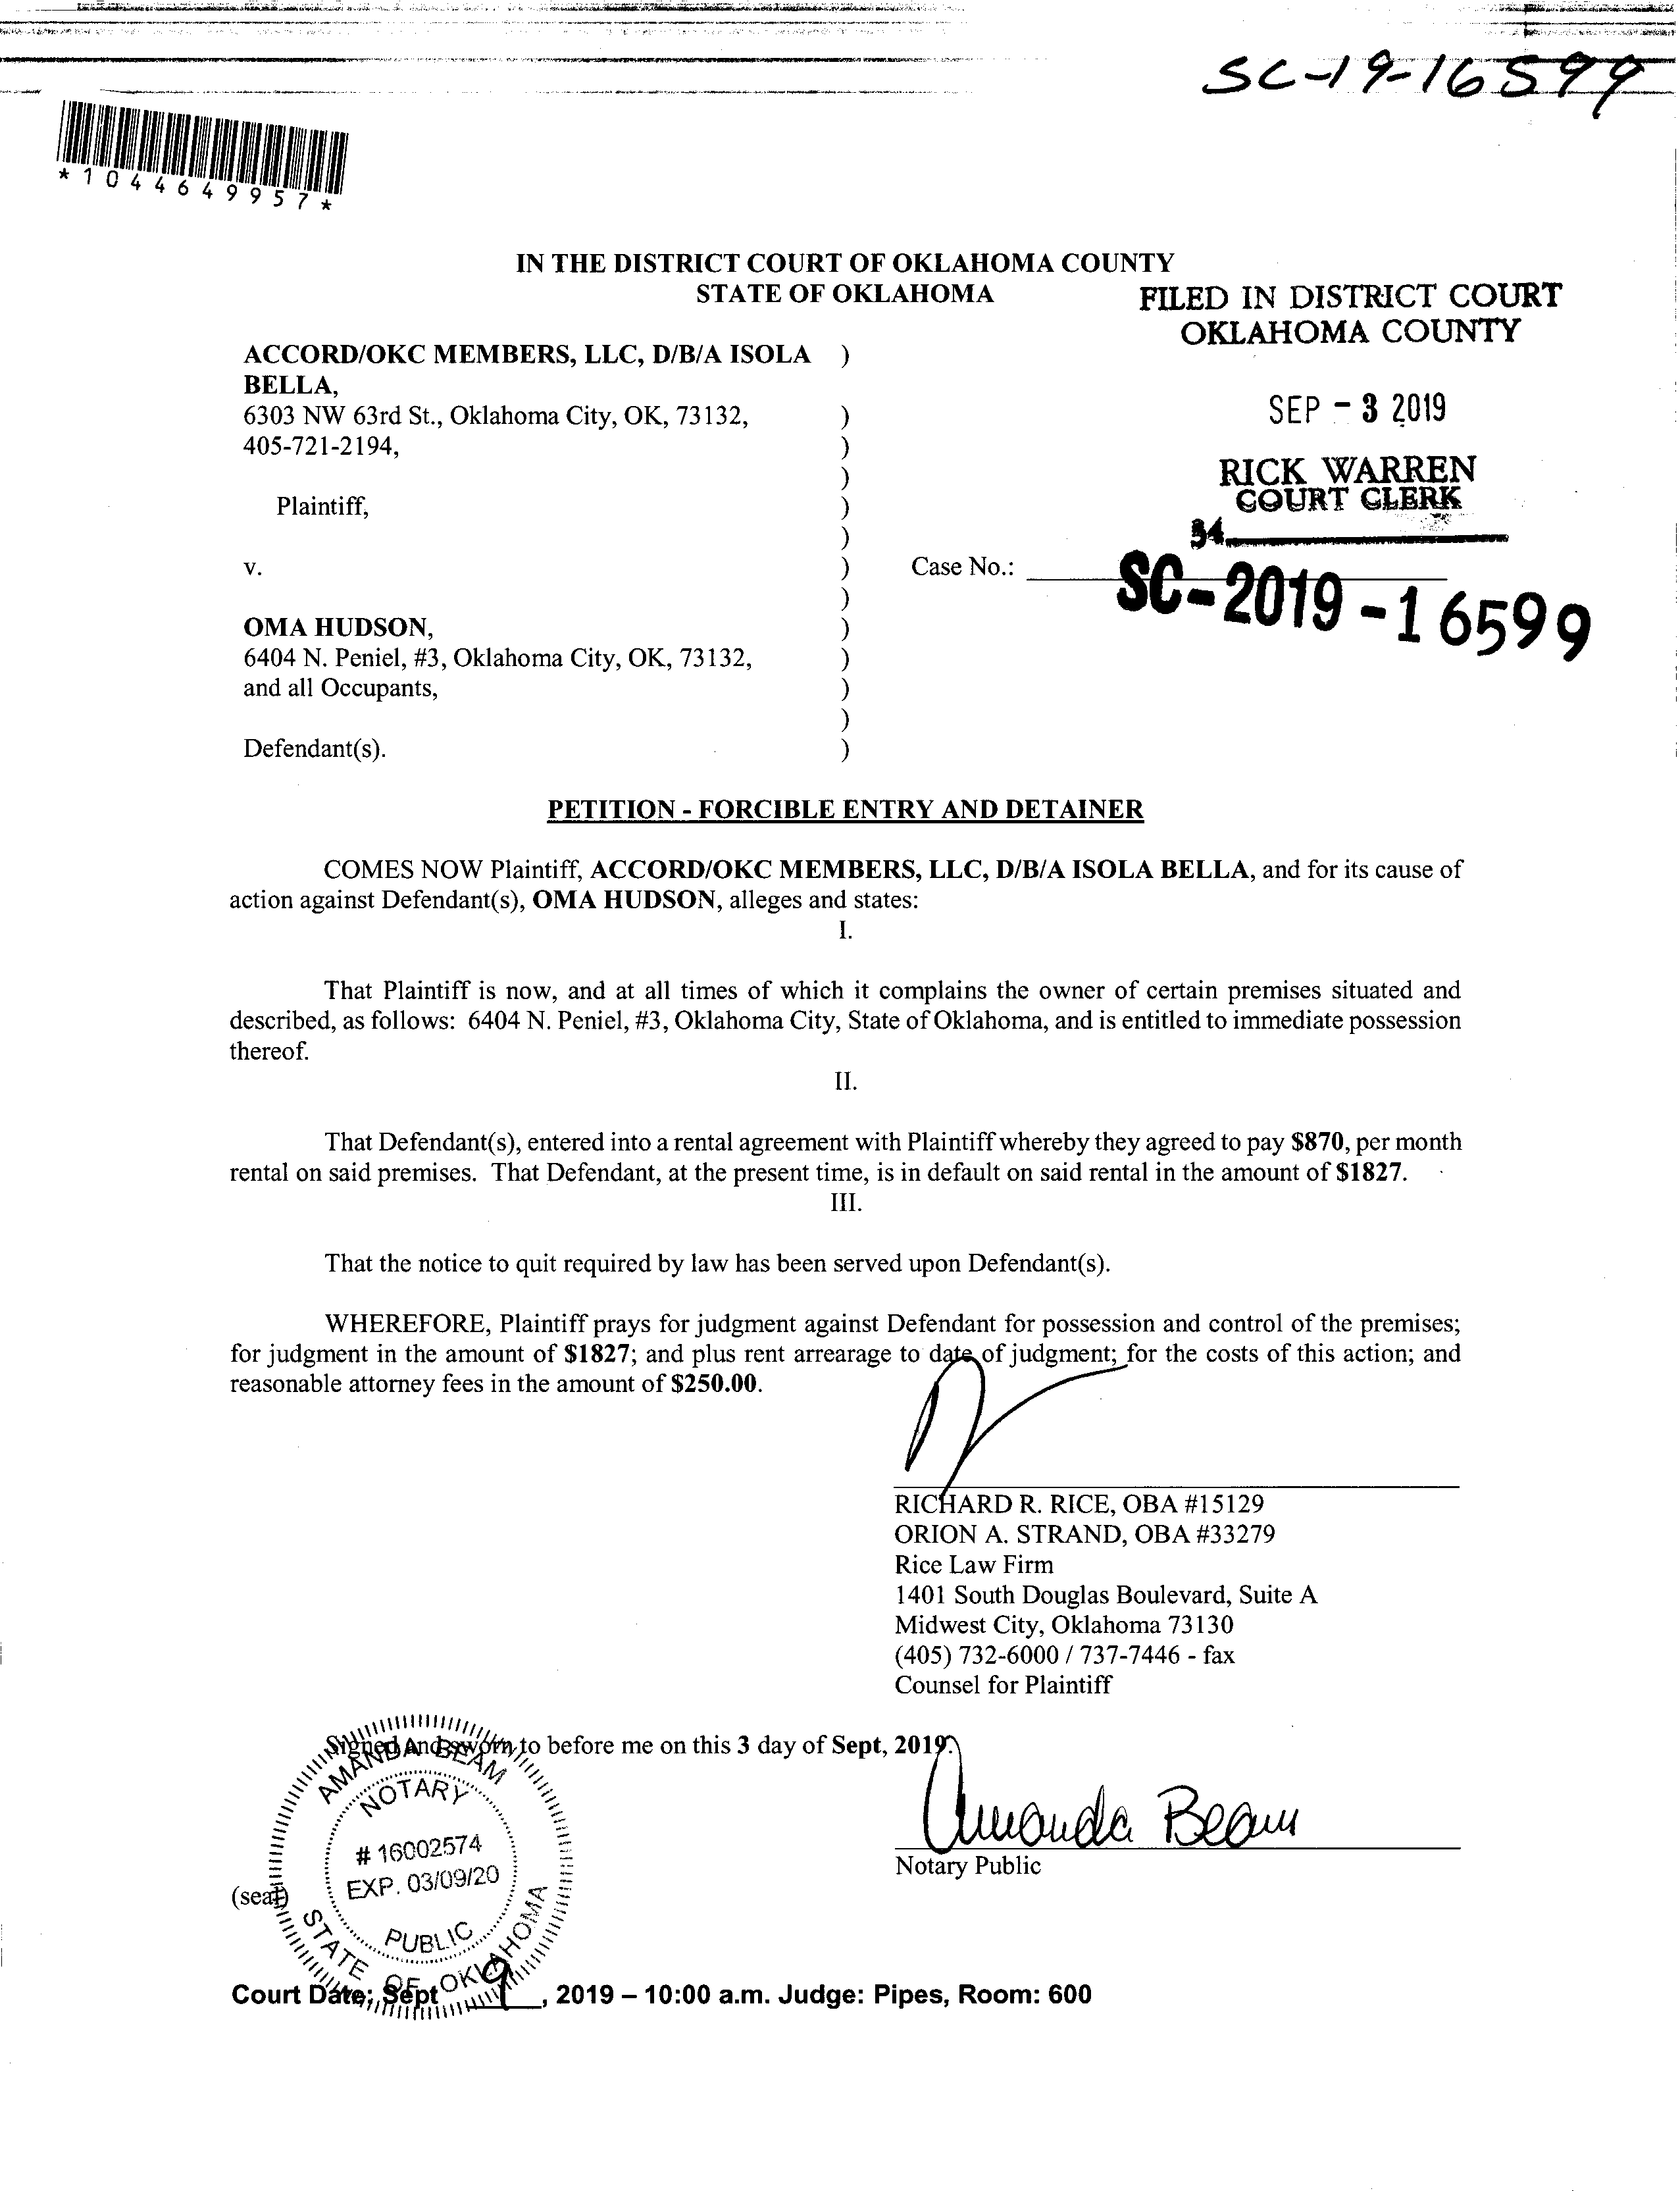 SC-19-16599
*1044649957*
IN THE DISTRICT COURT OF OKLAHOMA COUNTY
STATE OF OKLAHOMA
FILED IN DISTRICT COURT
OKLAHOMA COUNTY
SEP - 3 2019
RICK WARREN
COURT CLERK
34
ACCORD/OKC MEMBERS, LLC, D/B/A ISOLA )
BELLA,
6303 NW 63rd St., Oklahoma City, OK, 73132, )
405-721-2194, )
)
Plaintiff, )
)
v. ) Case No.: SC-2019-16599
)
OMA HUDSON, )
6404 N. Peniel, #3, Oklahoma City, OK, 73132, )
and all Occupants, )
)
Defendant(s). )
PETITION - FORCIBLE ENTRY AND DETAINER
COMES NOW Plaintiff, ACCORD/OKC MEMBERS, LLC, D/B/A ISOLA BELLA, and for its cause of
action against Defendant(s), OMA HUDSON, alleges and states:
I.
That Plaintiff is now, and at all times of which it complains the owner of certain premises situated and
described, as follows: 6404 N. Peniel, #3, Oklahoma City, State of Oklahoma, and is entitled to immediate possession
thereof.
II.
That Defendant(s), entered into a rental agreement with Plaintiff whereby they agreed to pay $870, per month
rental on said premises. That Defendant, at the present time, is in default on said rental in the amount of $1827.
III.
That the notice to quit required by law has been served upon Defendant(s).
WHEREFORE, Plaintiff prays for judgment against Defendant for possession and control of the premises;
for judgment in the amount of $1827; and plus rent arrearage to date of judgment; for the costs of this action; and
reasonable attorney fees in the amount of $250.00.
RICHARD R. RICE, OBA #15129
ORION A. STRAND, OBA #33279
Rice Law Firm
1401 South Douglas Boulevard, Suite A
Midwest City, Oklahoma 73130
(405) 732-6000 / 737-7446 - fax
Counsel for Plaintiff
Signed And sworn to before me on this 3 day of Sept, 2019.
Amanda Beam
Notary Public
(seal)
AMANDA BEAM
NOTARY
# 16002574
EXP. 03/09/20
PUBLIC
STATE OF OKLAHOMA
Court Date: Sept 9, 2019 – 10:00 a.m. Judge: Pipes, Room: 600